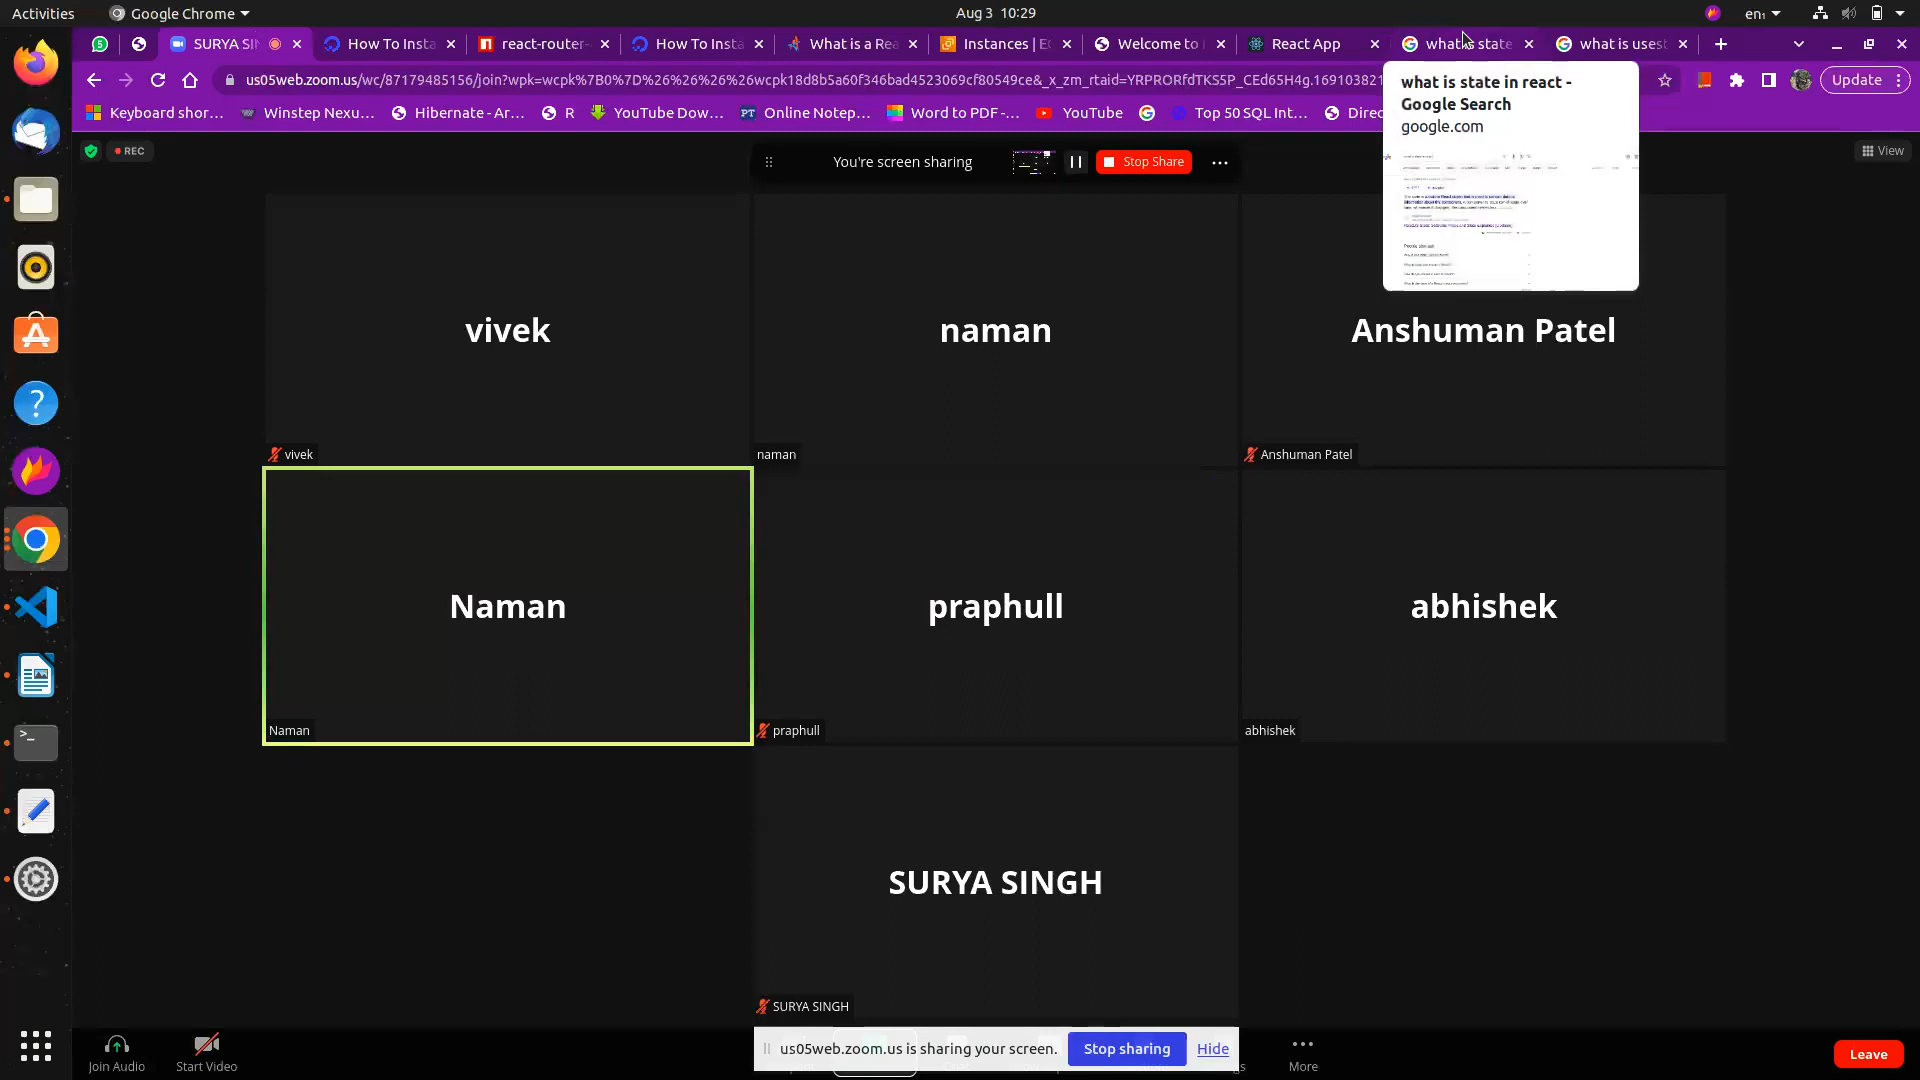 Activities
Google Chrome
Aug 3 10:29
en₁
SURYA SI
How To Insta
react-router-
How To Insta
What is a Rea
Instances | E
Welcome to
React App
what is state
what is usest
us05web.zoom.us/wc/87179485156/join?wpk=wcpk%7B0%7D%26%26%26%26wcpk18d8b5a60f346bad4523069cf80549ce&_x_zm_rtaid=YRPRORfdTKS5P_CEd65H4g.169103821
Update
Keyboard shor...
Winstep Nexu...
Hibernate - Ar...
R
YouTube Dow...
Online Notep...
Word to PDF -...
YouTube
Top 50 SQL Int...
Direc
what is state in react -
Google Search
google.com
REC
You're screen sharing
Stop Share
View
vivek
naman
Anshuman Patel
vivek
naman
Anshuman Patel
Naman
praphull
abhishek
Naman
praphull
abhishek
SURYA SINGH
SURYA SINGH
us05web.zoom.us is sharing your screen.
Stop sharing
Hide
Join Audio
Start Video
More
Leave